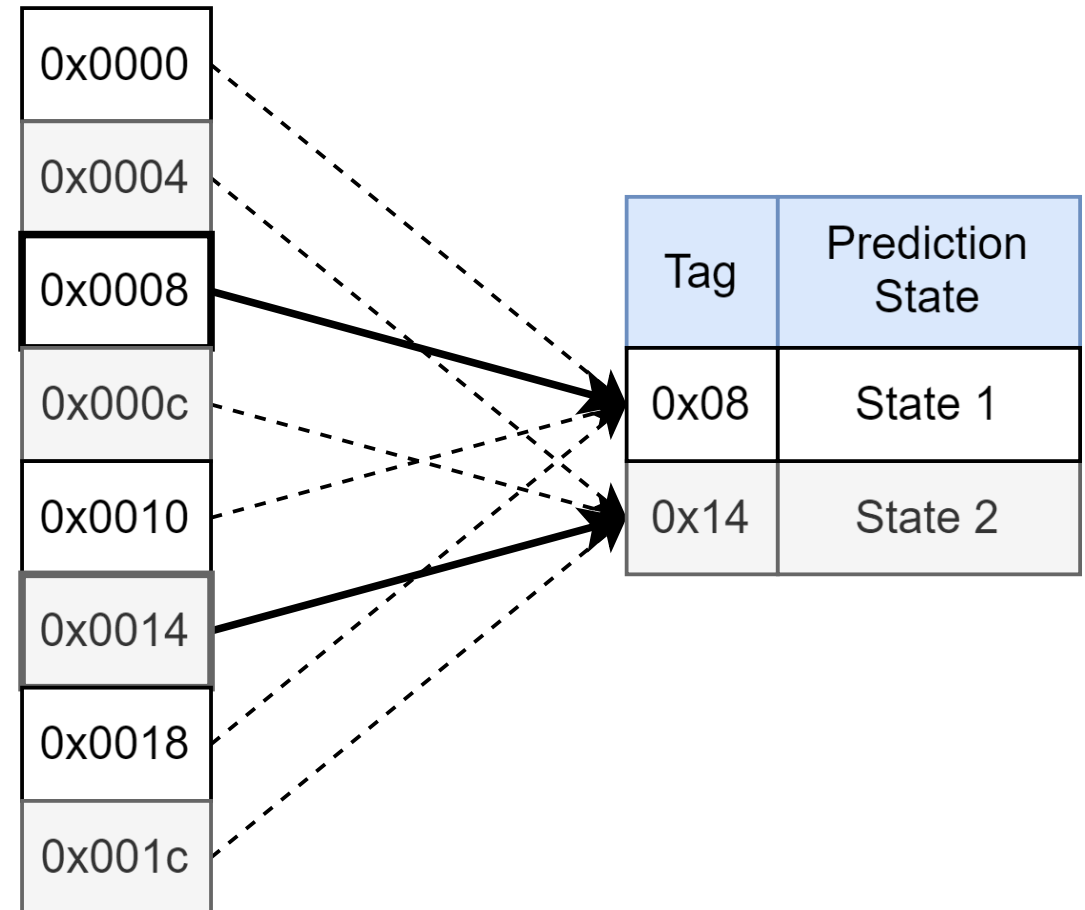 0x0000
0x0004
0x0008
0x000c
0x0010
0x0014
0x0018
0x001c
Tag
Prediction
State
0x08
State 1
0x14
State 2